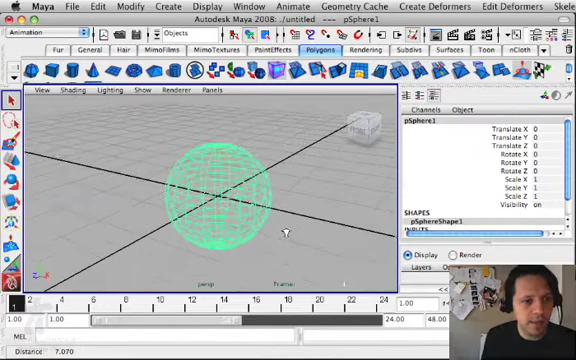 Maya File Edit Modify Create Display Window Animate Geometry Cache Create Deformers Edit Deformers Skele
Autodesk Maya 2008: ./untitled --- pSphere1
Animation
Objects
Fur General MiMoFilms MiMoTextures PaintEffects Polygons Rendering Subdivs Surfaces Toon nCloth
View Shading Lighting Show Renderer Panels
Channels Object
pSphere1
Translate X 0
Translate Y 0
Translate Z 0
Rotate X 0
Rotate Y 0
Rotate Z 0
Scale X 1
Scale Y 1
Scale Z 1
Visibility on
SHAPES
pSphereShape1
INPUTS
Display Render
Layers
persp
Frame:
2 4 6 8 10 12 14 16 18 20 22 24
1.00
1.00 1.00 24.00 48.00
MEL
Distance: 7.070